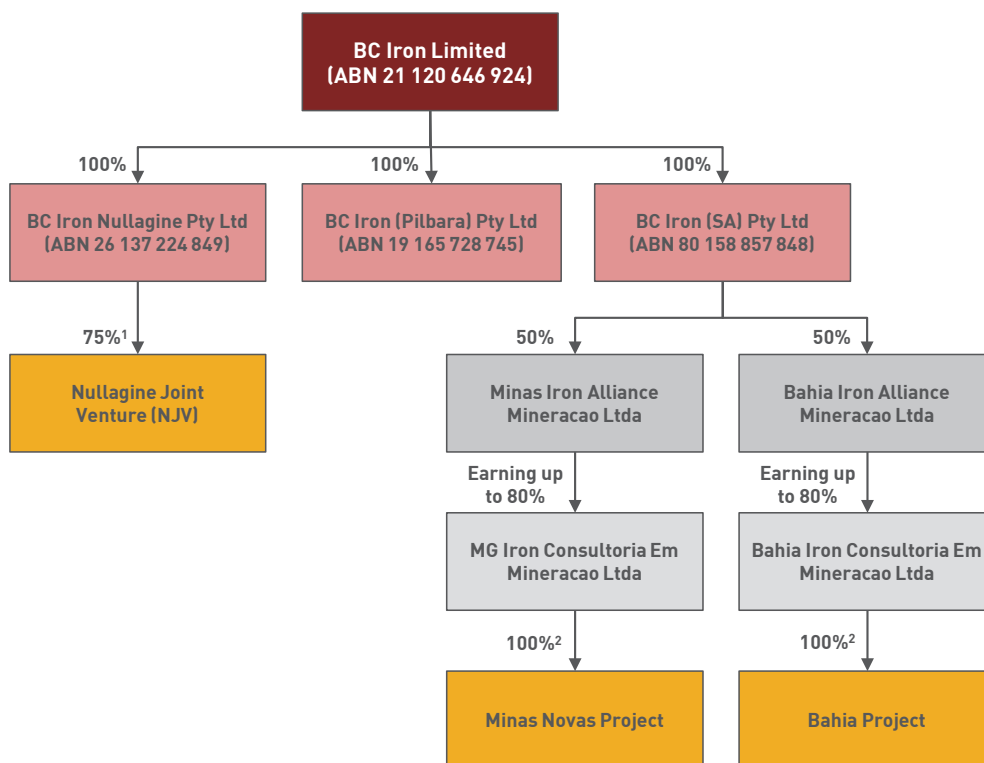 BC Iron Limited
(ABN 21 120 646 924)
100%
100%
100%
BC Iron Nullagine Pty Ltd
(ABN 26 137 224 849)
BC Iron (Pilbara) Pty Ltd
(ABN 19 165 728 745)
BC Iron (SA) Pty Ltd
(ABN 80 158 857 848)
75%¹
50%
50%
Nullagine Joint
Venture (NJV)
Minas Iron Alliance
Mineracao Ltda
Bahia Iron Alliance
Mineracao Ltda
Earning up
to 80%
Earning up
to 80%
MG Iron Consultoria Em
Mineracao Ltda
Bahia Iron Consultoria Em
Mineracao Ltda
100%²
100%²
Minas Novas Project
Bahia Project